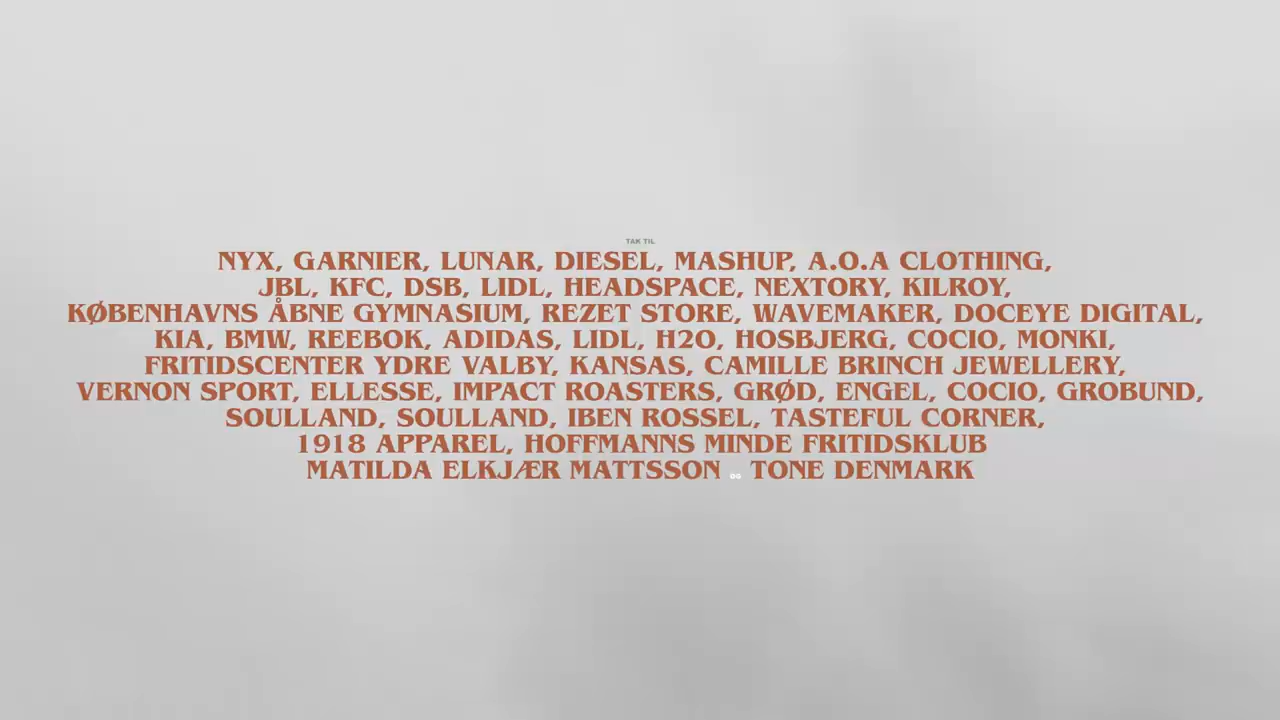 TAK TIL
NYX, GARNIER, LUNAR, DIESEL, MASHUP, A.O.A CLOTHING,
JBL, KFC, DSB, LIDL, HEADSPACE, NEXTORY, KILROY,
KØBENHAVNS ÅBNE GYMNASIUM, REZET STORE, WAVEMAKER, DOCEYE DIGITAL,
KIA, BMW, REEBOK, ADIDAS, LIDL, H2O, HOSBJERG, COCIO, MONKI,
FRITIDSCENTER YDRE VALBY, KANSAS, CAMILLE BRINCH JEWELLERY,
VERNON SPORT, ELLESSE, IMPACT ROASTERS, GRØD, ENGEL, COCIO, GROBUND,
SOULLAND, SOULLAND, IBEN ROSSEL, TASTEFUL CORNER,
1918 APPAREL, HOFFMANNS MINDE FRITIDSKLUB
MATILDA ELKJÆR MATTSSON OG TONE DENMARK